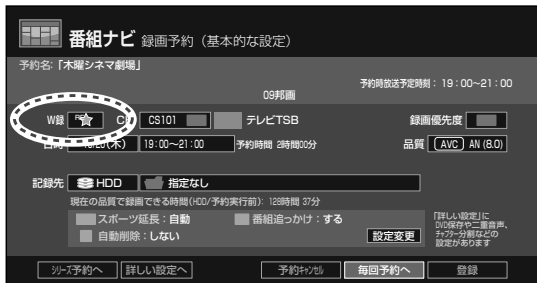 番組ナビ 録画予約（基本的な設定）
予約名:「木曜シネマ劇場」
予約時放送予定時刻：19：00～21：00
09邦画
W録 CS101 テレビTSB 録画優先度
(木) 19:00～21:00 予約時間 2時間00分 品質 AVC AN (8.0)
記録先 HDD 指定なし
現在の品質で録画できる時間(HDD/予約実行前): 128時間 37分
スポーツ延長：自動 番組追っかけ：する
自動削除：しない 設定変更
「詳しい設定」に
DVD保存や二重音声、
チャプター分割などの
設定があります
シリーズ予約へ 詳しい設定へ 予約キャンセル 毎回予約へ 登録